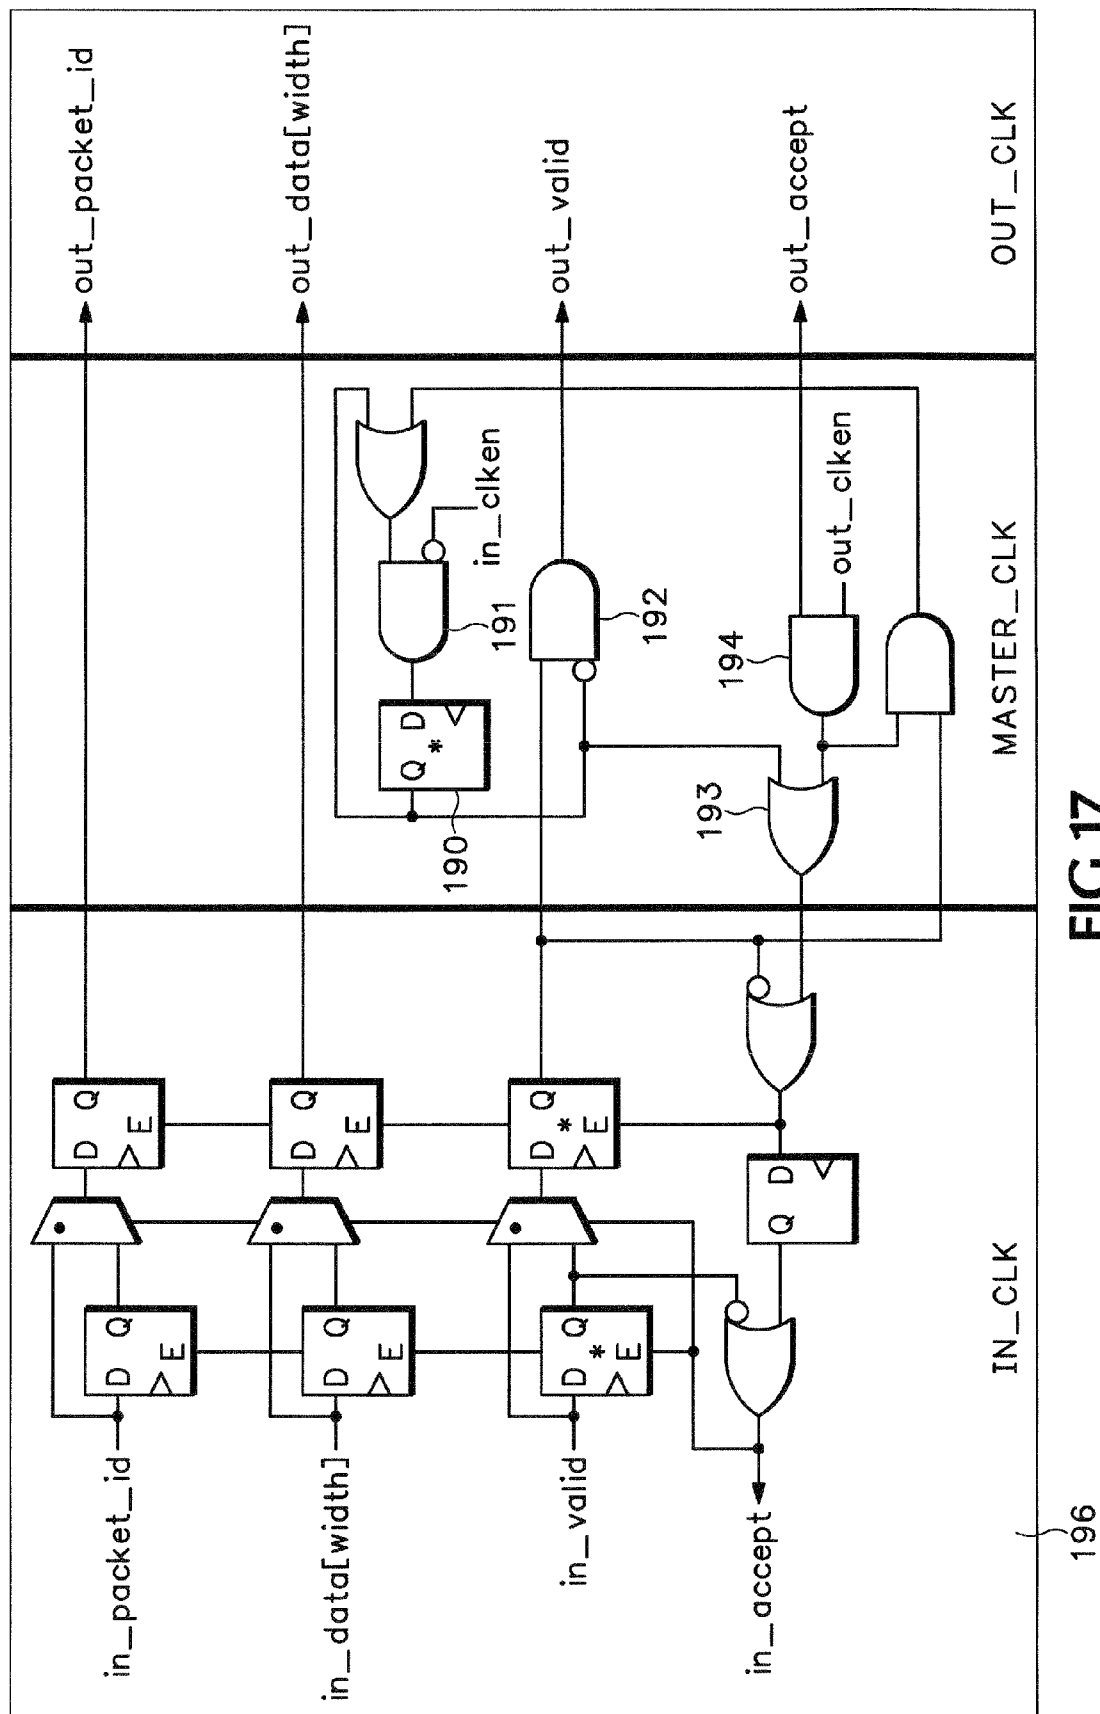 in_packet_id
D Q
E
D Q
E
out_packet_id
in_data[width]
D Q
E
D Q
E
out_data[width]
in_valid
D Q
*
E
D Q
*
E
out_valid
in_accept
Q D
Q D
*
190
191
in_clken
192
193
194
out_clken
out_accept
IN_CLK
MASTER_CLK
OUT_CLK
196
FIG. 17